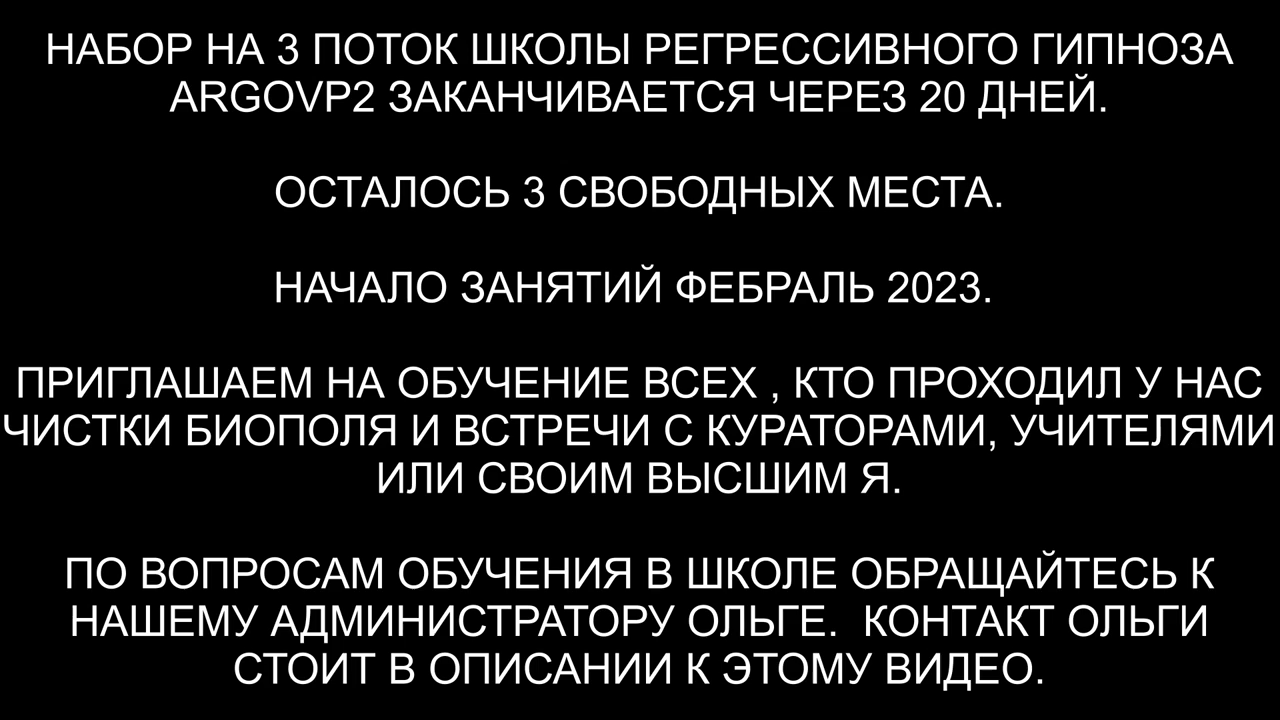 НАБОР НА 3 ПОТОК ШКОЛЫ РЕГРЕССИВНОГО ГИПНОЗА
ARGOVP2 ЗАКАНЧИВАЕТСЯ ЧЕРЕЗ 20 ДНЕЙ.
ОСТАЛОСЬ 3 СВОБОДНЫХ МЕСТА.
НАЧАЛО ЗАНЯТИЙ ФЕБРАЛЬ 2023.
ПРИГЛАШАЕМ НА ОБУЧЕНИЕ ВСЕХ , КТО ПРОХОДИЛ У НАС
ЧИСТКИ БИОПОЛЯ И ВСТРЕЧИ С КУРАТОРАМИ, УЧИТЕЛЯМИ
ИЛИ СВОИМ ВЫСШИМ Я.
ПО ВОПРОСАМ ОБУЧЕНИЯ В ШКОЛЕ ОБРАЩАЙТЕСЬ К
НАШЕМУ АДМИНИСТРАТОРУ ОЛЬГЕ.  КОНТАКТ ОЛЬГИ
СТОИТ В ОПИСАНИИ К ЭТОМУ ВИДЕО.